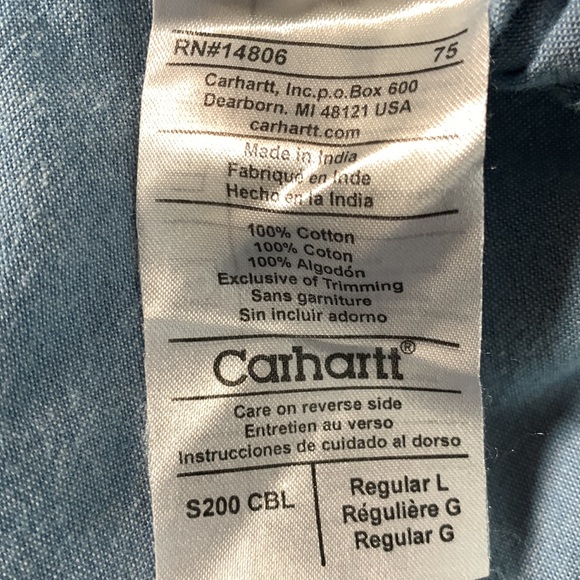 RN#14806 75
Carhartt, Inc.p.o.Box 600
Dearborn. MI 48121 USA
carhartt.com
Made in India
Fabriqué en Inde
Hecho en la India
100% Cotton
100% Coton
100% Algodón
Exclusive of Trimming
Sans garniture
Sin incluir adorno
Carhartt®
Care on reverse side
Entretien au verso
Instrucciones de cuidado al dorso
S200 CBL
Regular L
Régulière G
Regular G